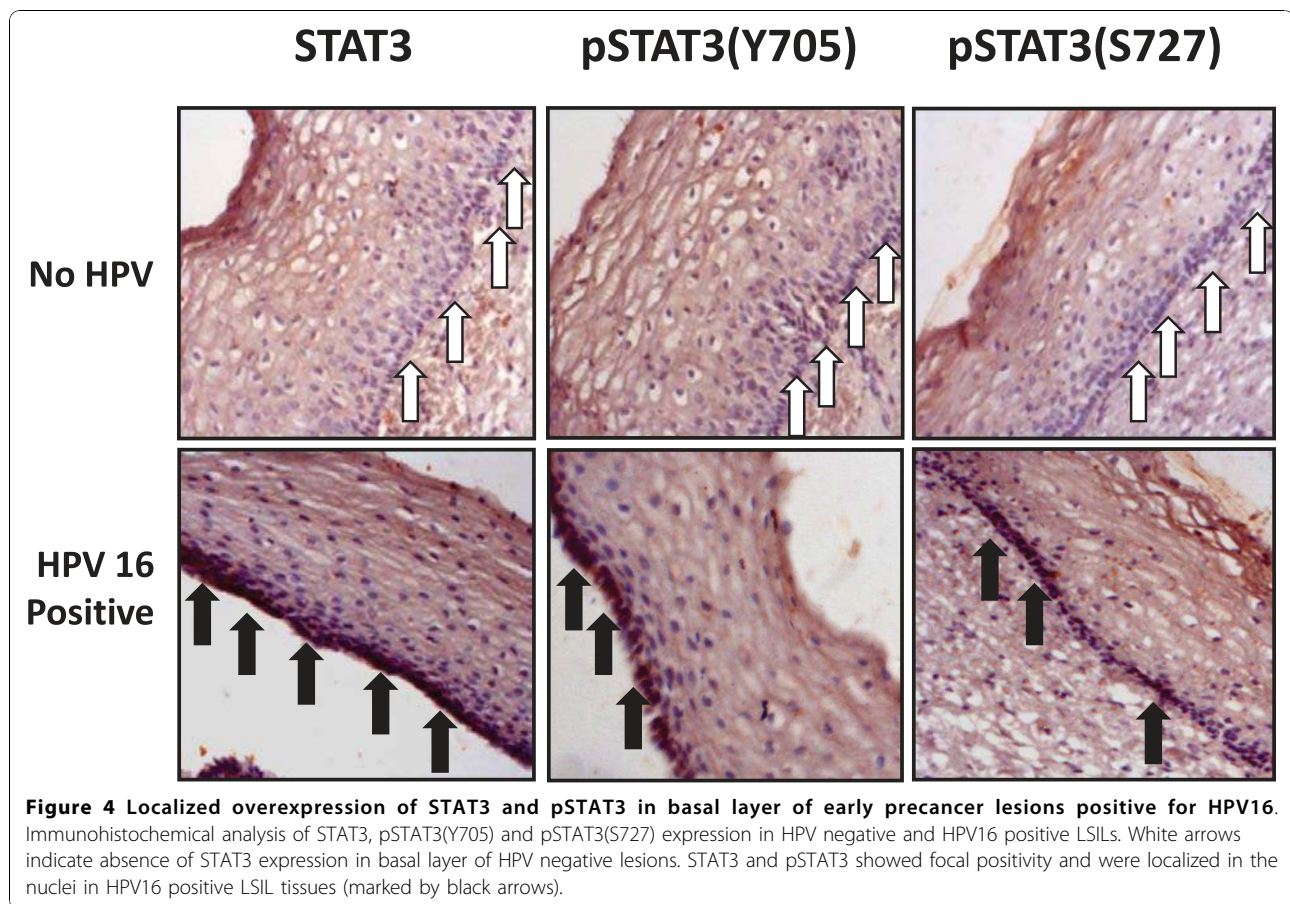 STAT3 pSTAT3(Y705) pSTAT3(S727)
No HPV
HPV 16
Positive
Figure 4 Localized overexpression of STAT3 and pSTAT3 in basal layer of early precancer lesions positive for HPV16.
Immunohistochemical analysis of STAT3, pSTAT3(Y705) and pSTAT3(S727) expression in HPV negative and HPV16 positive LSILs. White arrows
indicate absence of STAT3 expression in basal layer of HPV negative lesions. STAT3 and pSTAT3 showed focal positivity and were localized in the
nuclei in HPV16 positive LSIL tissues (marked by black arrows).